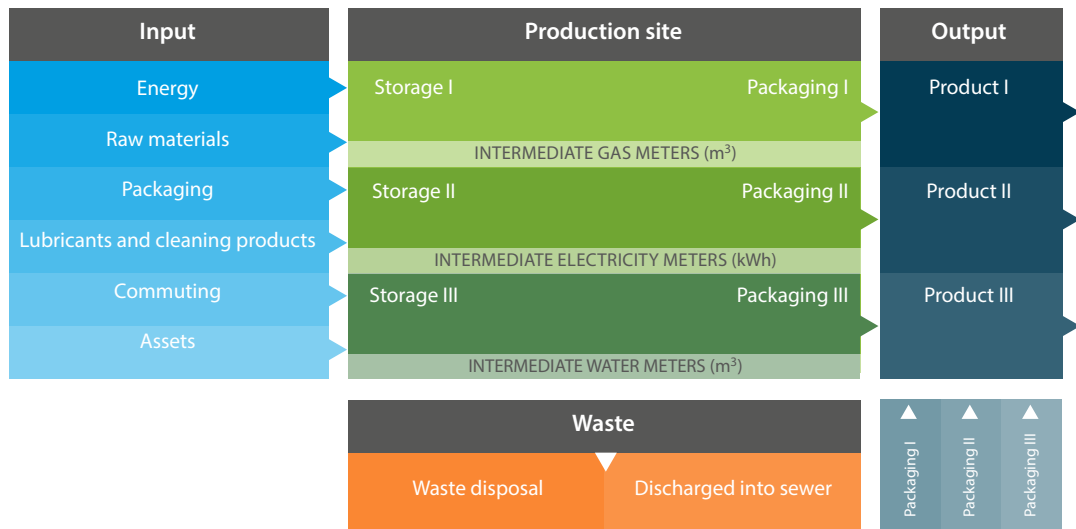 Input
Energy
Raw materials
Packaging
Lubricants and cleaning products
Commuting
Assets
Production site
Storage I
Packaging I
INTERMEDIATE GAS METERS (m³)
Storage II
Packaging II
INTERMEDIATE ELECTRICITY METERS (kWh)
Storage III
Packaging III
INTERMEDIATE WATER METERS (m³)
Output
Product I
Product II
Product III
Waste
Waste disposal
Discharged into sewer
Packaging I
Packaging II
Packaging III